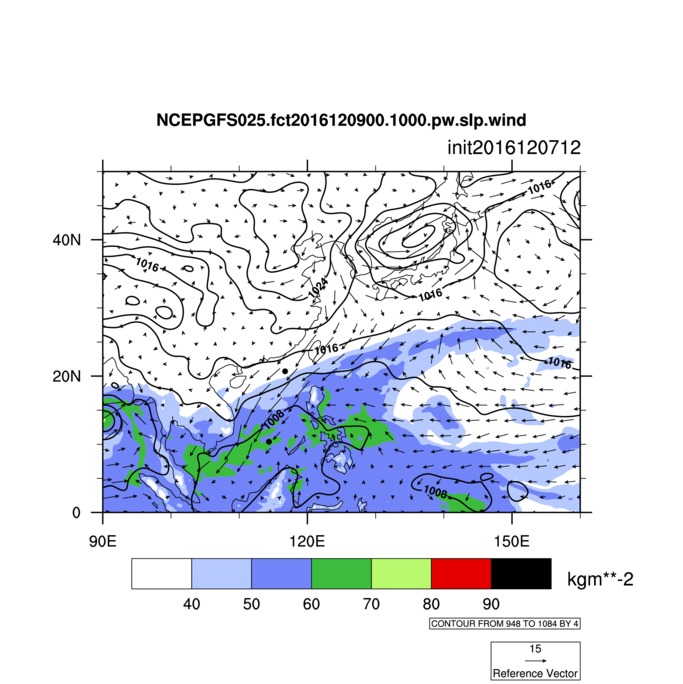 NCEPGFS025.fct2016120900.1000.pw.slp.wind
init2016120712
1016
40N
1016
1024
1016
1016
1016
20N
0
1008
1008
0
90E 120E 150E
40 50 60 70 80 90
kgm**-2
CONTOUR FROM 948 TO 1084 BY 4
15
Reference Vector